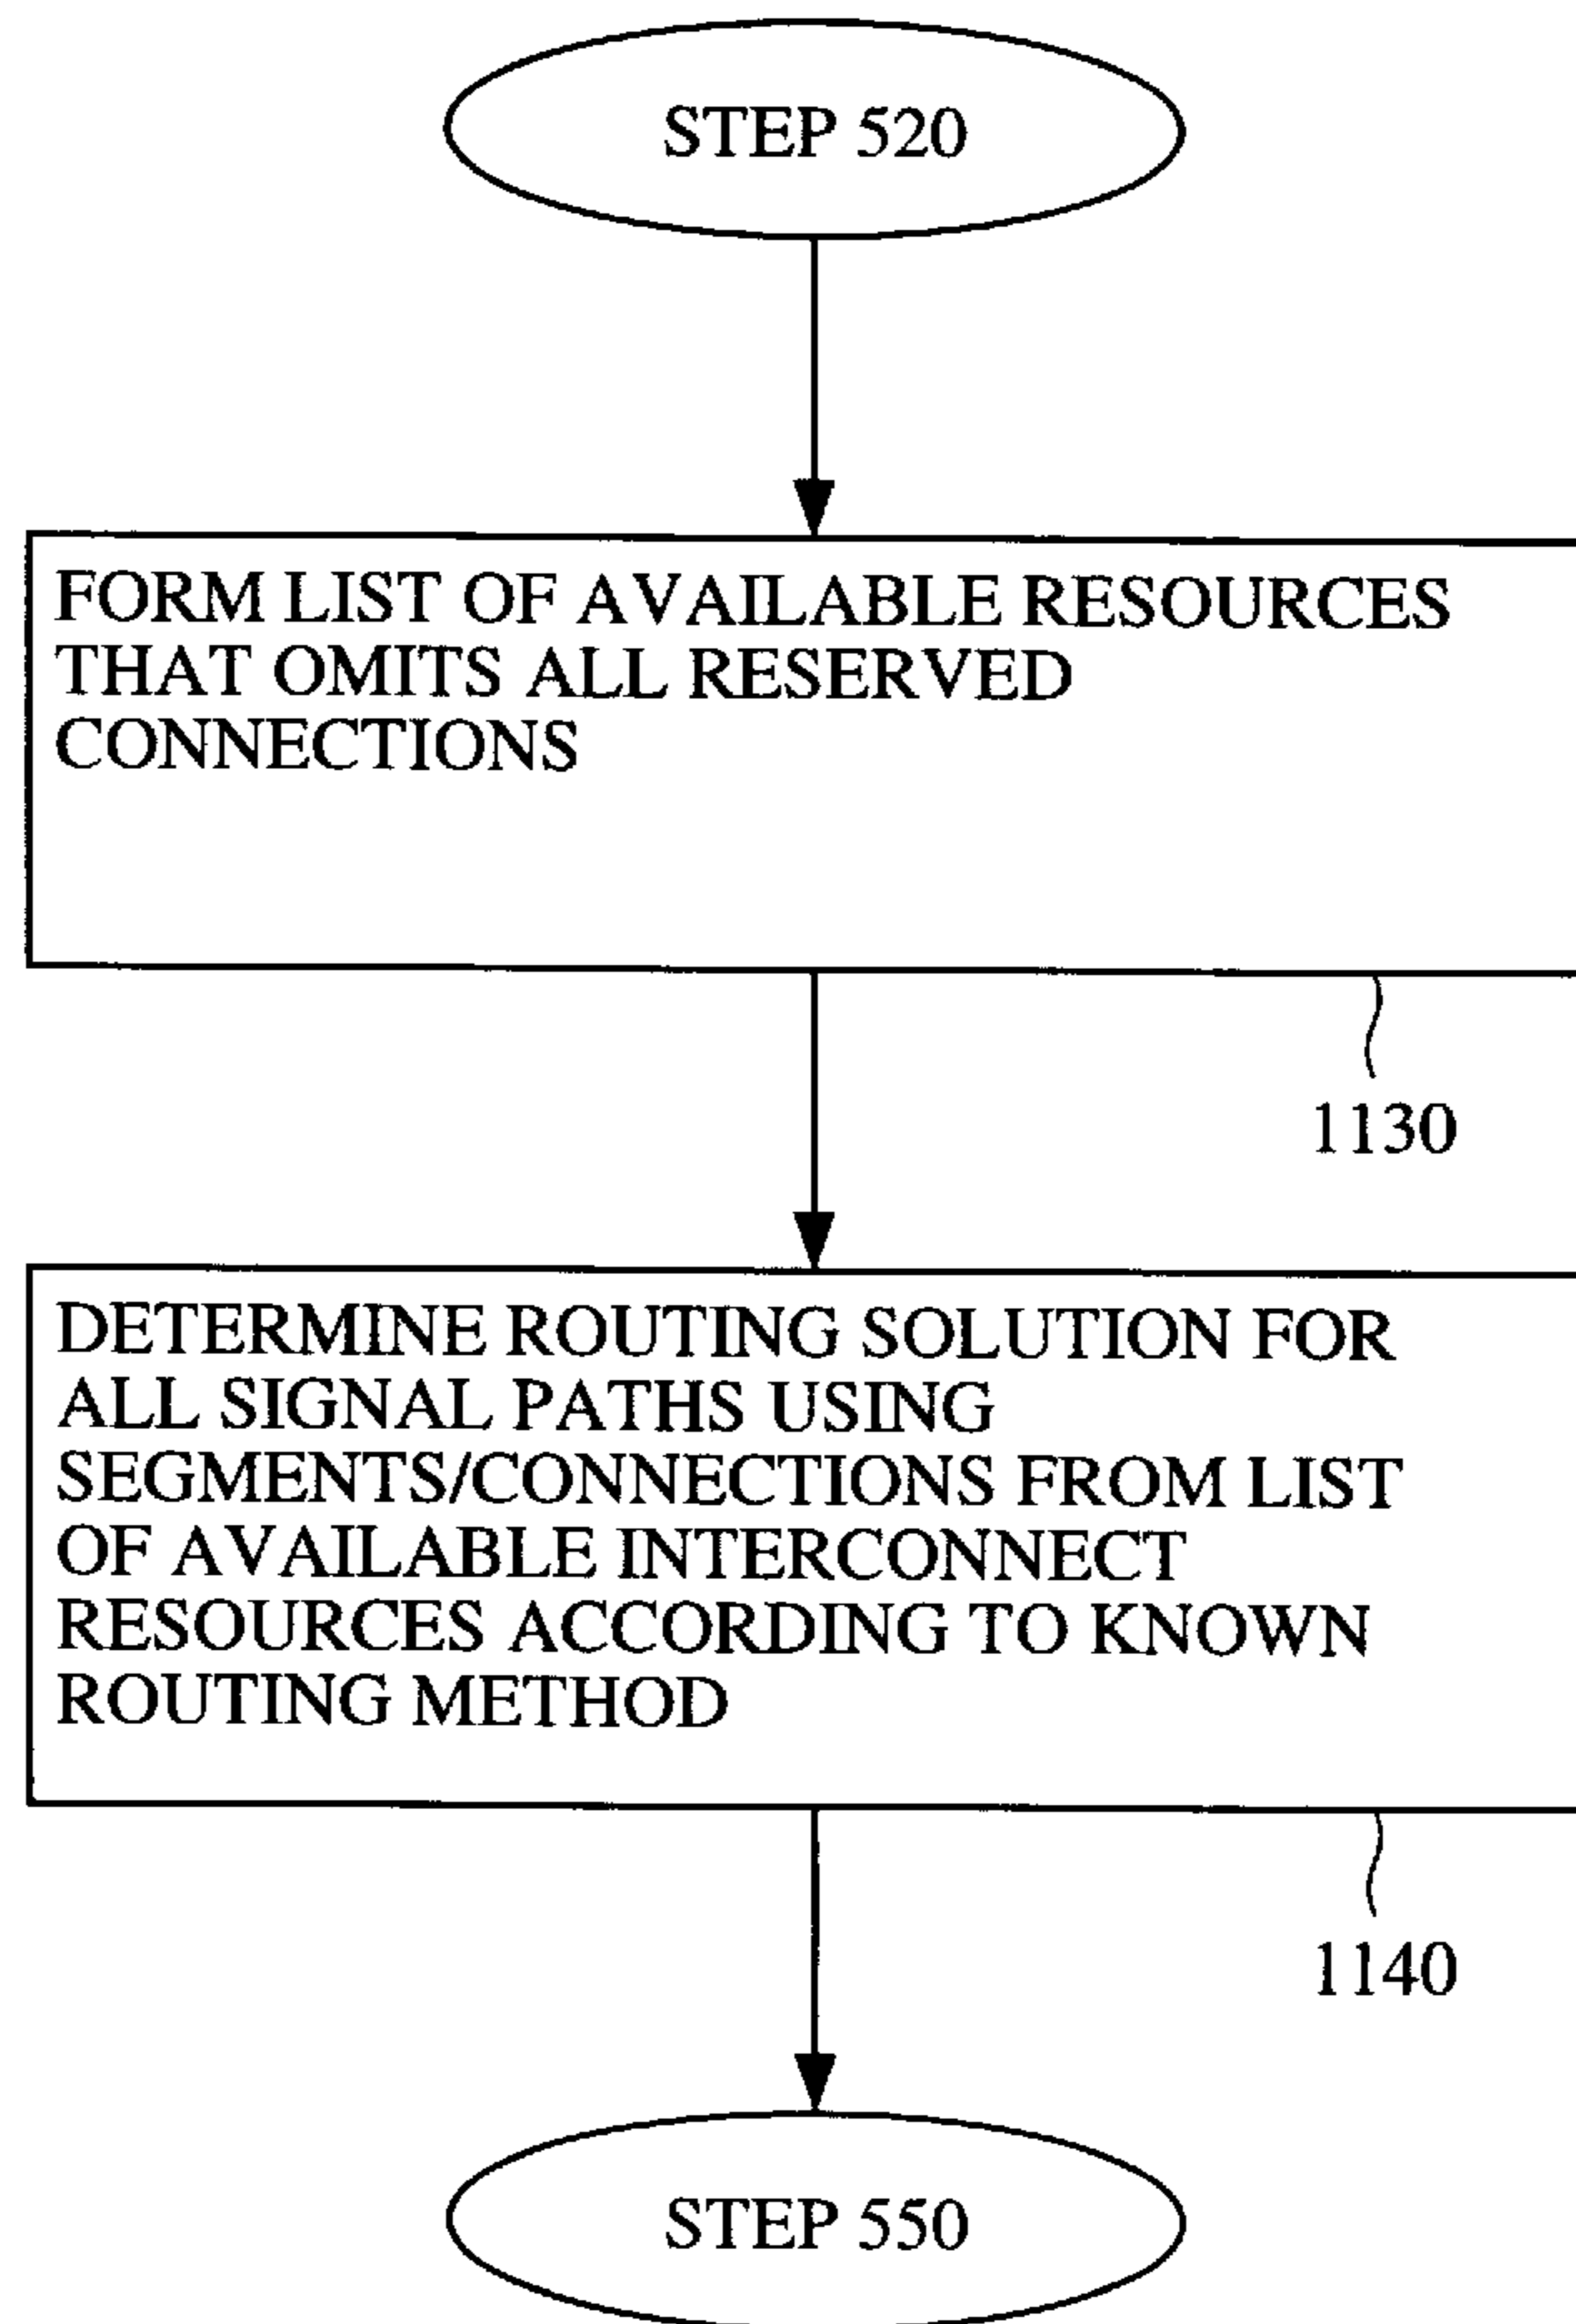 STEP 520
FORM LIST OF AVAILABLE RESOURCES
THAT OMITS ALL RESERVED
CONNECTIONS
1130
DETERMINE ROUTING SOLUTION FOR
ALL SIGNAL PATHS USING
SEGMENTS/CONNECTIONS FROM LIST
OF AVAILABLE INTERCONNECT
RESOURCES ACCORDING TO KNOWN
ROUTING METHOD
1140
STEP 550